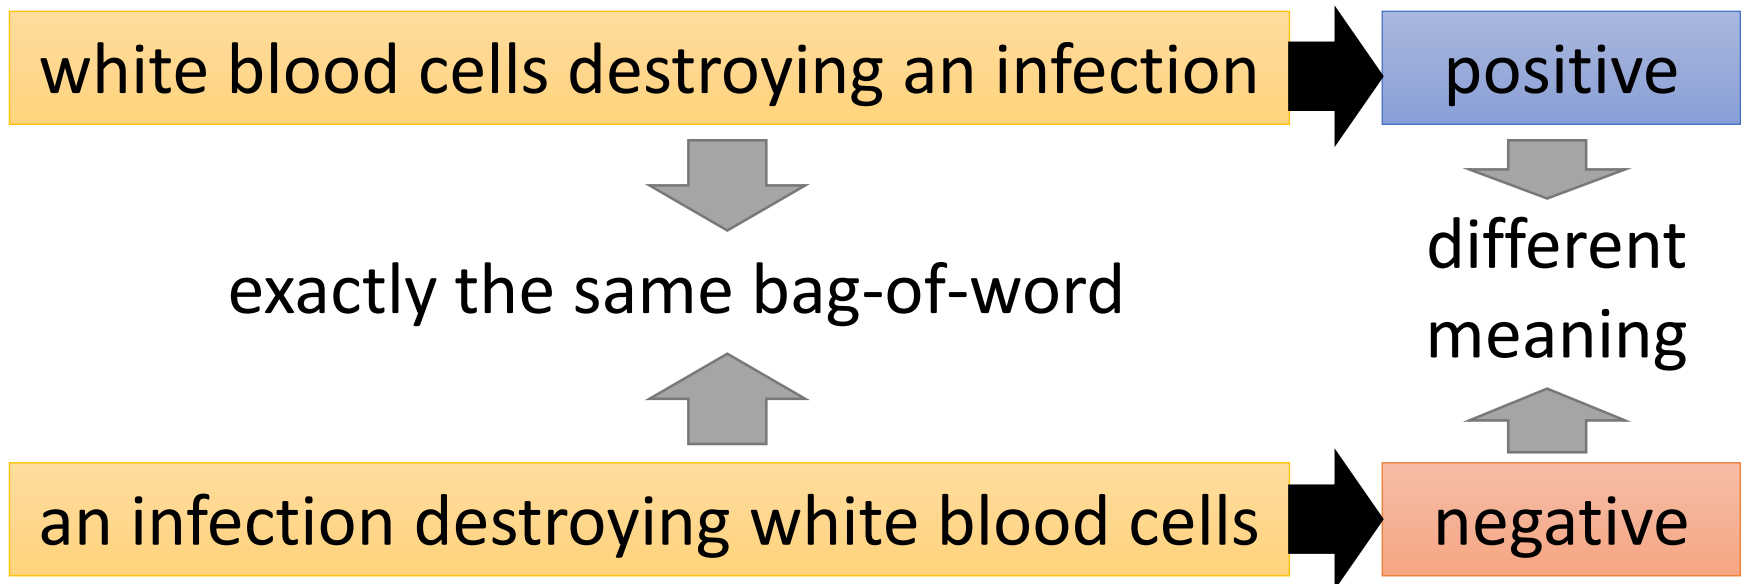 white blood cells destroying an infection
positive
exactly the same bag-of-word
different
meaning
an infection destroying white blood cells
negative